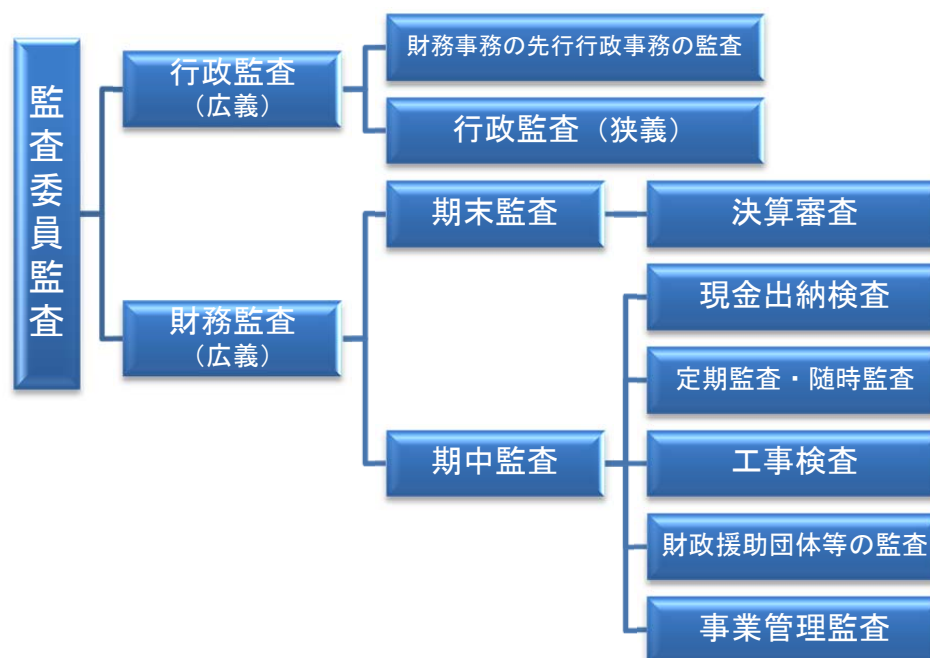 監査委員監査
行政監査
（広義）
財務事務の先行行政事務の監査
行政監査（狭義）
財務監査
（広義）
期末監査
決算審査
期中監査
現金出納検査
定期監査・随時監査
工事検査
財政援助団体等の監査
事業管理監査